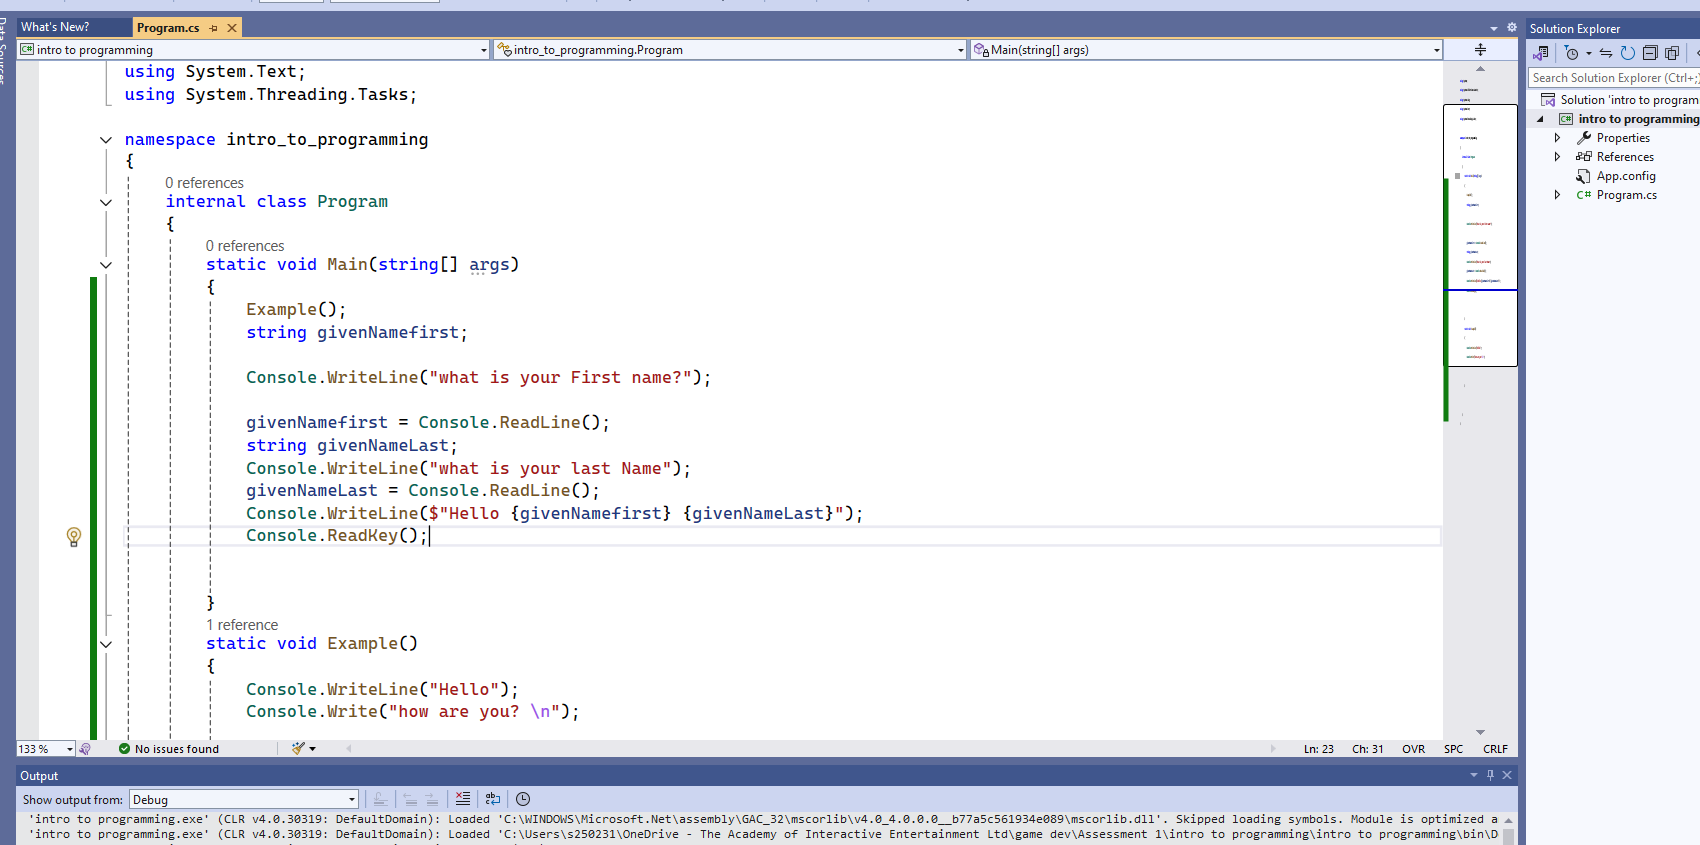 What's New?
Program.cs
Solution Explorer
intro to programming
intro_to_programming.Program
Main(string[] args)
Search Solution Explorer (Ctrl+;)
Solution 'intro to program
intro to programming
Properties
References
App.config
C# Program.cs
Data Sources
using System.Text;
using System.Threading.Tasks;
namespace intro_to_programming
{
0 references
internal class Program
{
0 references
static void Main(string[] args)
{
Example();
string givenNamefirst;
Console.WriteLine("what is your First name?");
givenNamefirst = Console.ReadLine();
string givenNameLast;
Console.WriteLine("what is your last Name");
givenNameLast = Console.ReadLine();
Console.WriteLine($"Hello {givenNamefirst} {givenNameLast}");
Console.ReadKey();
}
1 reference
static void Example()
{
Console.WriteLine("Hello");
Console.Write("how are you? \n");
133 %
No issues found
Ln: 23 Ch: 31 OVR SPC CRLF
Output
Show output from: Debug
'intro to programming.exe' (CLR v4.0.30319: DefaultDomain): Loaded 'C:\WINDOWS\Microsoft.Net\assembly\GAC_32\mscorlib\v4.0_4.0.0.0__b77a5c561934e089\mscorlib.dll'. Skipped loading symbols. Module is optimized a
'intro to programming.exe' (CLR v4.0.30319: DefaultDomain): Loaded 'C:\Users\s250231\OneDrive - The Academy of Interactive Entertainment Ltd\game dev\Assessment 1\intro to programming\intro to programming\bin\D